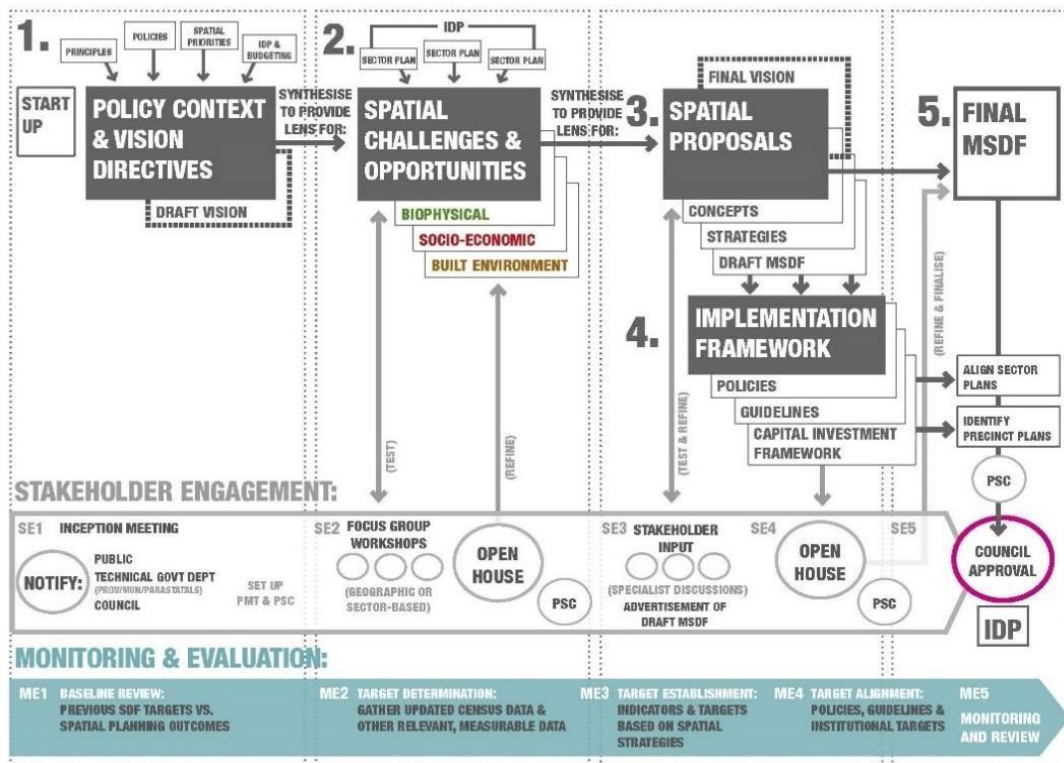 1.
PRINCIPLES
POLICIES
SPATIAL
PRIORITIES
IDP &
BUDGETING
START
UP
POLICY CONTEXT
& VISION
DIRECTIVES
DRAFT VISION
SYNTHESISE
TO PROVIDE
LENS FOR:
2.
IDP
SECTOR PLAN
SECTOR PLAN
SECTOR PLAN
SPATIAL
CHALLENGES &
OPPORTUNITIES
BIOPHYSICAL
SOCIO-ECONOMIC
BUILT ENVIRONMENT
SYNTHESISE
TO PROVIDE
LENS FOR:
3.
FINAL VISION
SPATIAL
PROPOSALS
CONCEPTS
STRATEGIES
DRAFT MSDF
4.
IMPLEMENTATION
FRAMEWORK
POLICIES
GUIDELINES
CAPITAL INVESTMENT
FRAMEWORK
5.
FINAL
MSDF
(REFINE & FINALISE)
ALIGN SECTOR
PLANS
IDENTIFY
PRECINCT PLANS
PSC
COUNCIL
APPROVAL
IDP
(TEST)
(REFINE)
(TEST & REFINE)
STAKEHOLDER ENGAGEMENT:
SE1 INCEPTION MEETING
NOTIFY:
PUBLIC
TECHNICAL GOVT DEPT
(PROV/MUN/PARASTATALS)
COUNCIL
SET UP
PMT & PSC
SE2 FOCUS GROUP
WORKSHOPS
(GEOGRAPHIC OR
SECTOR-BASED)
OPEN
HOUSE
PSC
SE3 STAKEHOLDER
INPUT
(SPECIALIST DISCUSSIONS)
ADVERTISEMENT OF
DRAFT MSDF
SE4
OPEN
HOUSE
PSC
SE5
MONITORING & EVALUATION:
ME1 BASELINE REVIEW:
PREVIOUS SDF TARGETS VS.
SPATIAL PLANNING OUTCOMES
ME2 TARGET DETERMINATION:
GATHER UPDATED CENSUS DATA &
OTHER RELEVANT, MEASURABLE DATA
ME3 TARGET ESTABLISHMENT:
INDICATORS & TARGETS
BASED ON SPATIAL
STRATEGIES
ME4 TARGET ALIGNMENT:
POLICIES, GUIDELINES &
INSTITUTIONAL TARGETS
ME5
MONITORING
AND REVIEW